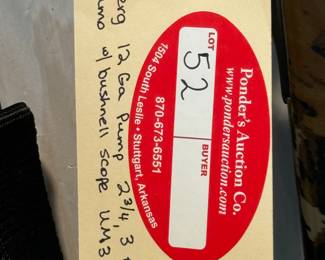 Ponder's Auction Co.
www.pondersauction.com
LOT
52
BUYER
870-673-6551
1504 South Leslie • Stuttgart, Arkansas
12 Ga Pump 2 3/4, 3
w/ bushnell scope